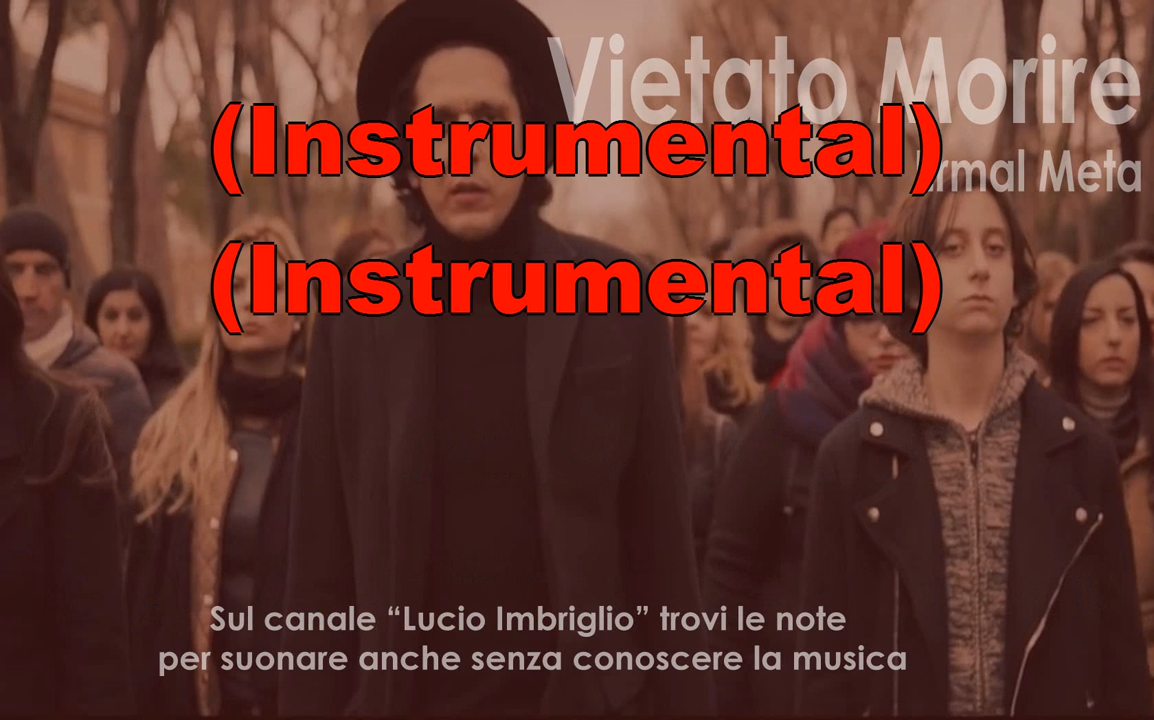 Vietato Morire
(Instrumental)
Ermal Meta
(Instrumental)
Sul canale “Lucio Imbriglio” trovi le note
per suonare anche senza conoscere la musica